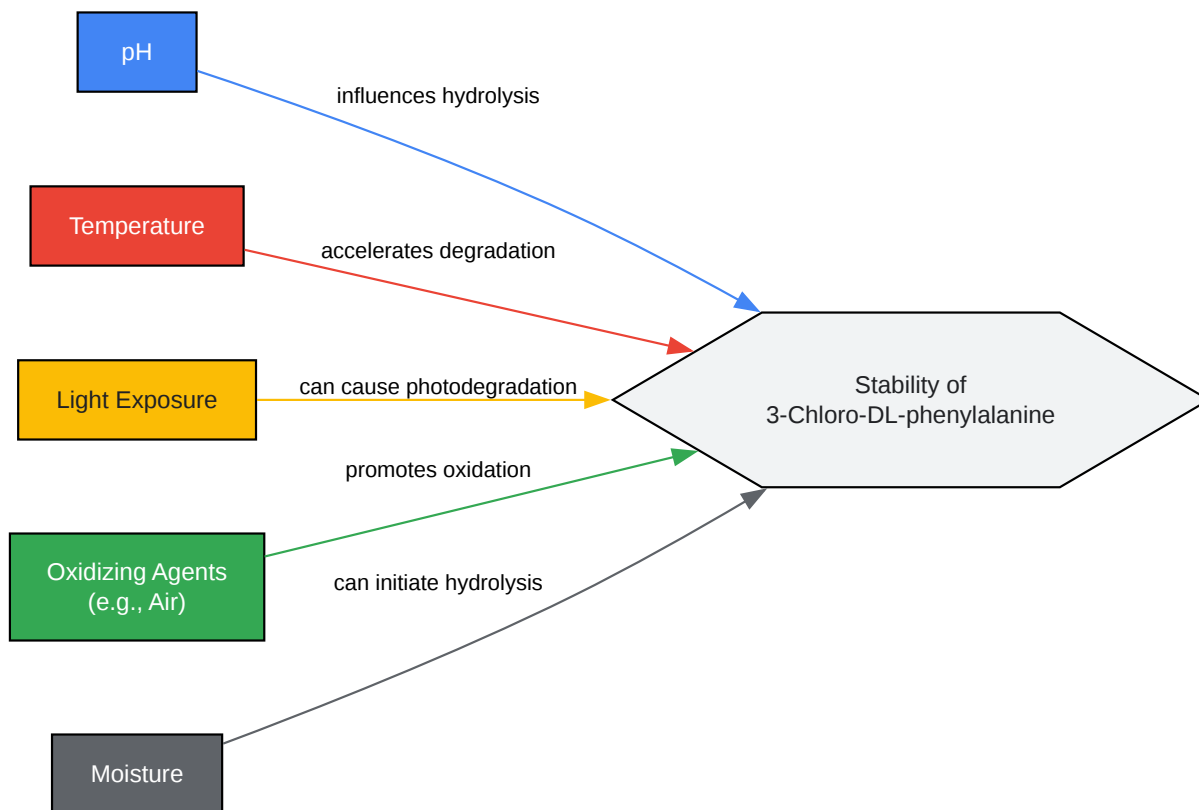 pH
influences hydrolysis
Temperature
accelerates degradation
Light Exposure
can cause photodegradation
Stability of
3-Chloro-DL-phenylalanine
promotes oxidation
Oxidizing Agents
(e.g., Air)
can initiate hydrolysis
Moisture